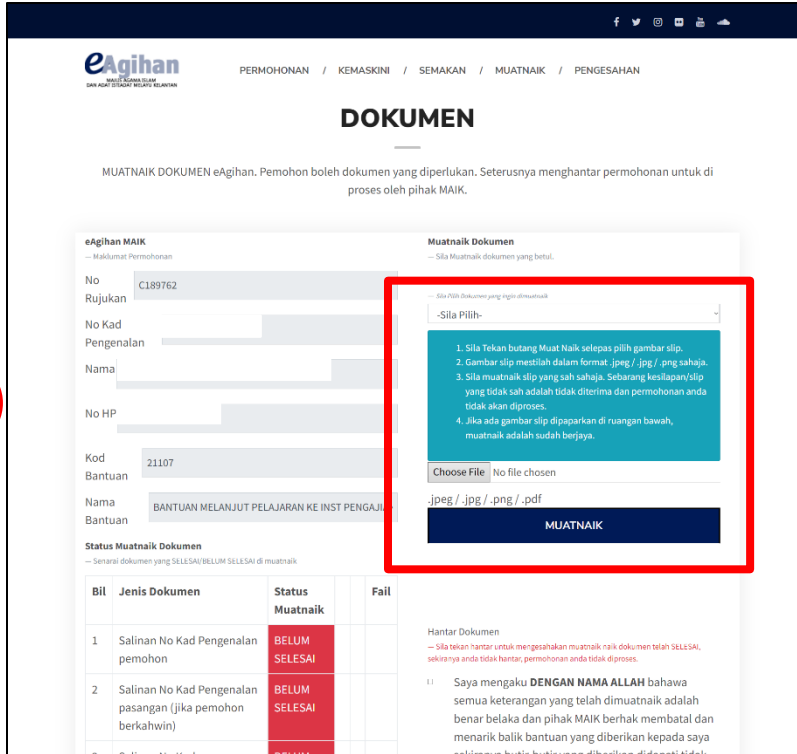 eAgihan
MAJLIS AGAMA ISLAM
DAN ADAT ISTIADAT MELAYU KELANTAN
PERMOHONAN / KEMASKINI / SEMAKAN / MUATNAIK / PENGESAHAN
DOKUMEN
MUATNAIK DOKUMEN eAgihan. Pemohon boleh dokumen yang diperlukan. Seterusnya menghantar permohonan untuk di
proses oleh pihak MAIK.
eAgihan MAIK
— Maklumat Permohonan
No
Rujukan
C189762
No Kad
Pengenalan
Nama
No HP
Kod
Bantuan
21107
Nama
Bantuan
BANTUAN MELANJUT PELAJARAN KE INST PENGAJIA
Status Muatnaik Dokumen
— Senarai dokumen yang SELESAI/BELUM SELESAI di muatnaik
Bil Jenis Dokumen Status Fail
Muatnaik
1 Salinan No Kad Pengenalan BELUM
pemohon SELESAI
2 Salinan No Kad Pengenalan BELUM
pasangan (jika pemohon SELESAI
berkahwin)
Muatnaik Dokumen
— Sila Muatnaik dokumen yang betul.
— Sila Pilih Dokumen yang ingin dimuatnaik
-Sila Pilih-
1. Sila Tekan butang Muat Naik selepas pilih gambar slip.
2. Gambar slip mestilah dalam format .jpeg / .jpg / .png sahaja.
3. Sila muatnaik slip yang sah sahaja. Sebarang kesilapan/slip
yang tidak sah adalah tidak diterima dan permohonan anda
tidak akan diproses.
4. Jika ada gambar slip dipaparkan di ruangan bawah,
muatnaik adalah sudah berjaya.
Choose File No file chosen
.jpeg / .jpg / .png / .pdf
MUATNAIK
Hantar Dokumen
— Sila tekan hantar untuk mengesahakan muatnaik naik dokumen telah SELESAI,
sekiranya anda tidak hantar, permohonan anda tidak diproses.
Saya mengaku DENGAN NAMA ALLAH bahawa
semua keterangan yang telah dimuatnaik adalah
benar belaka dan pihak MAIK berhak membatal dan
menarik balik bantuan yang diberikan kepada saya